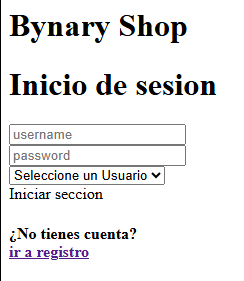 Bynary Shop
Inicio de sesion
username
password
Seleccione un Usuario
Iniciar seccion
¿No tienes cuenta?
ir a registro